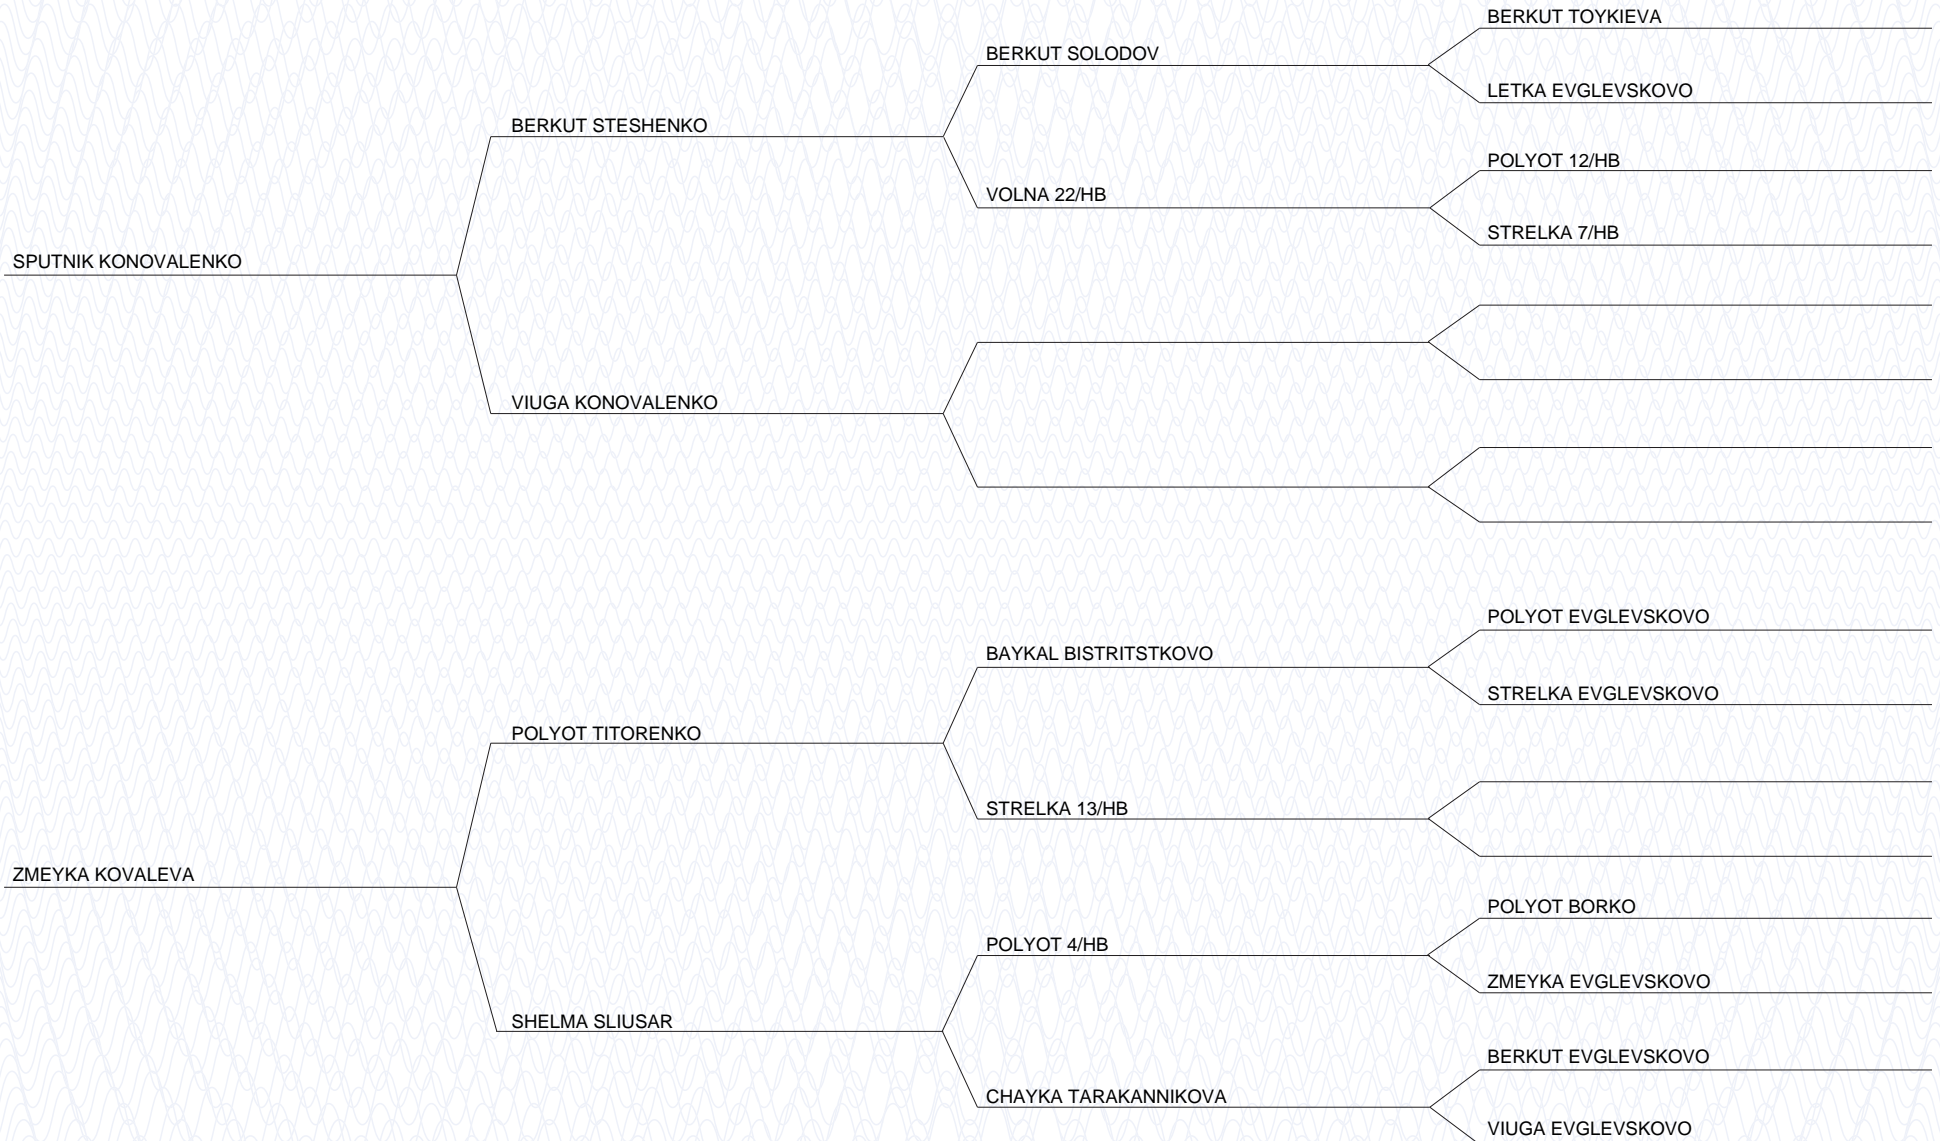 BERKUT TOYKIEVA
BERKUT SOLODOV
LETKA EVGLEVSKOVO
BERKUT STESHENKO
POLYOT 12/HB
VOLNA 22/HB
STRELKA 7/HB
SPUTNIK KONOVALENKO
VIUGA KONOVALENKO
POLYOT EVGLEVSKOVO
BAYKAL BISTRITSTKOVO
STRELKA EVGLEVSKOVO
POLYOT TITORENKO
STRELKA 13/HB
ZMEYKA KOVALEVA
POLYOT BORKO
POLYOT 4/HB
ZMEYKA EVGLEVSKOVO
SHELMA SLIUSAR
BERKUT EVGLEVSKOVO
CHAYKA TARAKANNIKOVA
VIUGA EVGLEVSKOVO